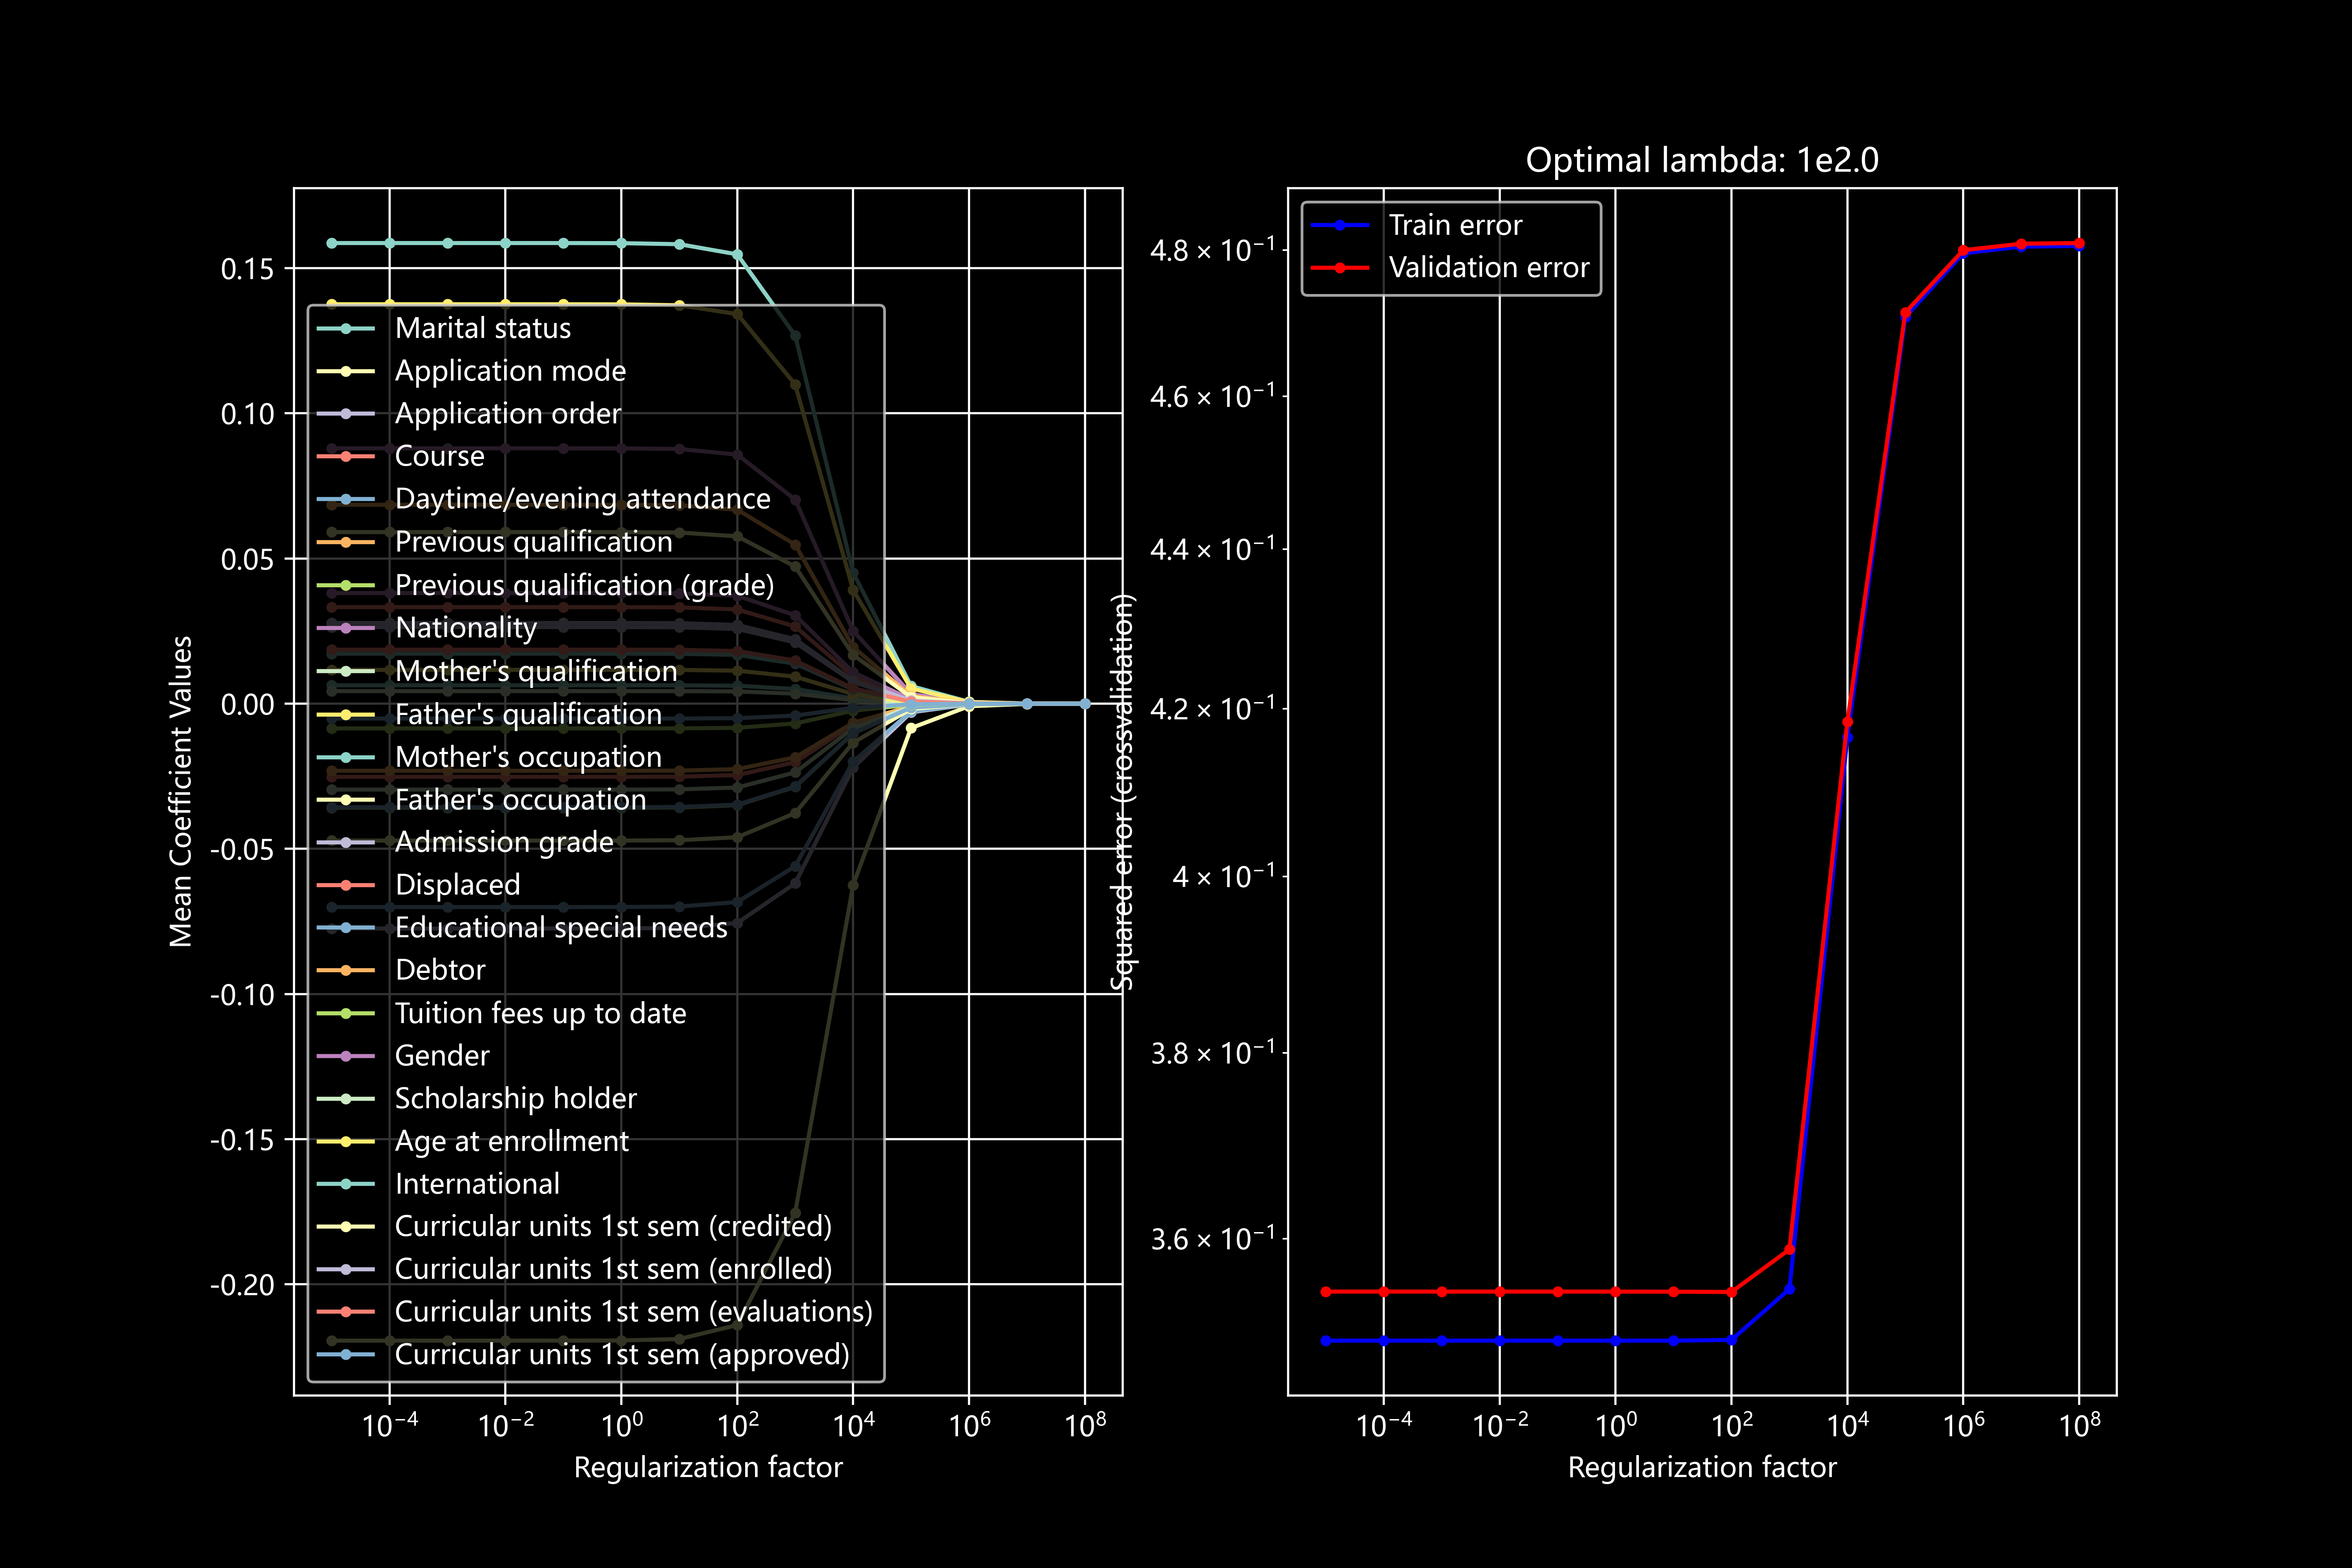 Mean Coefficient Values
0.15
0.10
0.05
0.00
-0.05
-0.10
-0.15
-0.20
Marital status
Application mode
Application order
Course
Daytime/evening attendance
Previous qualification
Previous qualification (grade)
Nationality
Mother's qualification
Father's qualification
Mother's occupation
Father's occupation
Admission grade
Displaced
Educational special needs
Debtor
Tuition fees up to date
Gender
Scholarship holder
Age at enrollment
International
Curricular units 1st sem (credited)
Curricular units 1st sem (enrolled)
Curricular units 1st sem (evaluations)
Curricular units 1st sem (approved)
10⁻⁴ 10⁻² 10⁰ 10² 10⁴ 10⁶ 10⁸
Regularization factor
Optimal lambda: 1e2.0
Squared error (crossvalidation)
4.8 × 10⁻¹
4.6 × 10⁻¹
4.4 × 10⁻¹
4.2 × 10⁻¹
4 × 10⁻¹
3.8 × 10⁻¹
3.6 × 10⁻¹
Train error
Validation error
10⁻⁴ 10⁻² 10⁰ 10² 10⁴ 10⁶ 10⁸
Regularization factor